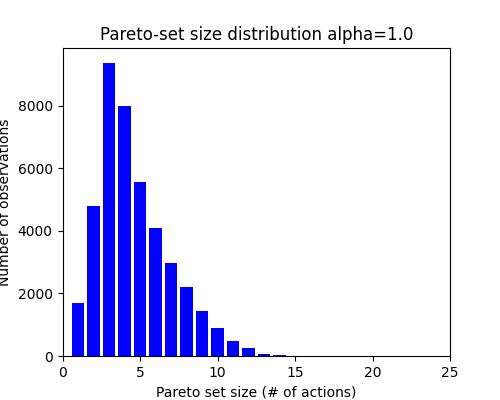 Pareto-set size distribution alpha=1.0
Number of observations
8000
6000
4000
2000
0
0 5 10 15 20 25
Pareto set size (# of actions)